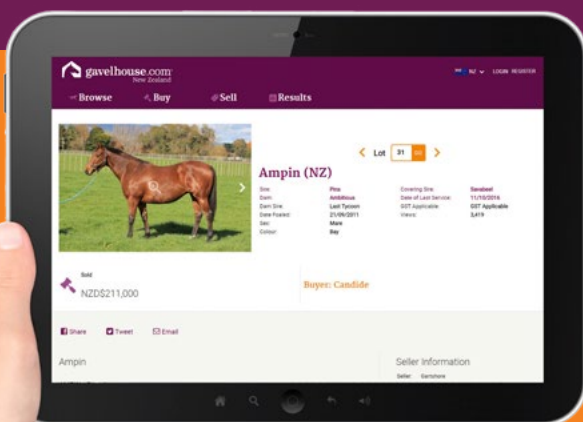 gavelhouse.com
New Zealand
NZ LOGIN REGISTER
Browse Buy Sell Results
Lot 31 GO
Ampin (NZ)
Sire: Pins
Dam: Ambitious
Dam Sire: Last Tycoon
Date Foaled: 21/09/2011
Sex: Mare
Colour: Bay
Covering Sire: Savabeel
Date of Last Service: 11/10/2016
GST Applicable: GST Applicable
Views: 3,419
Sold
NZD$211,000
Buyer: Candide
Share Tweet Email
Ampin
Seller Information
Seller: